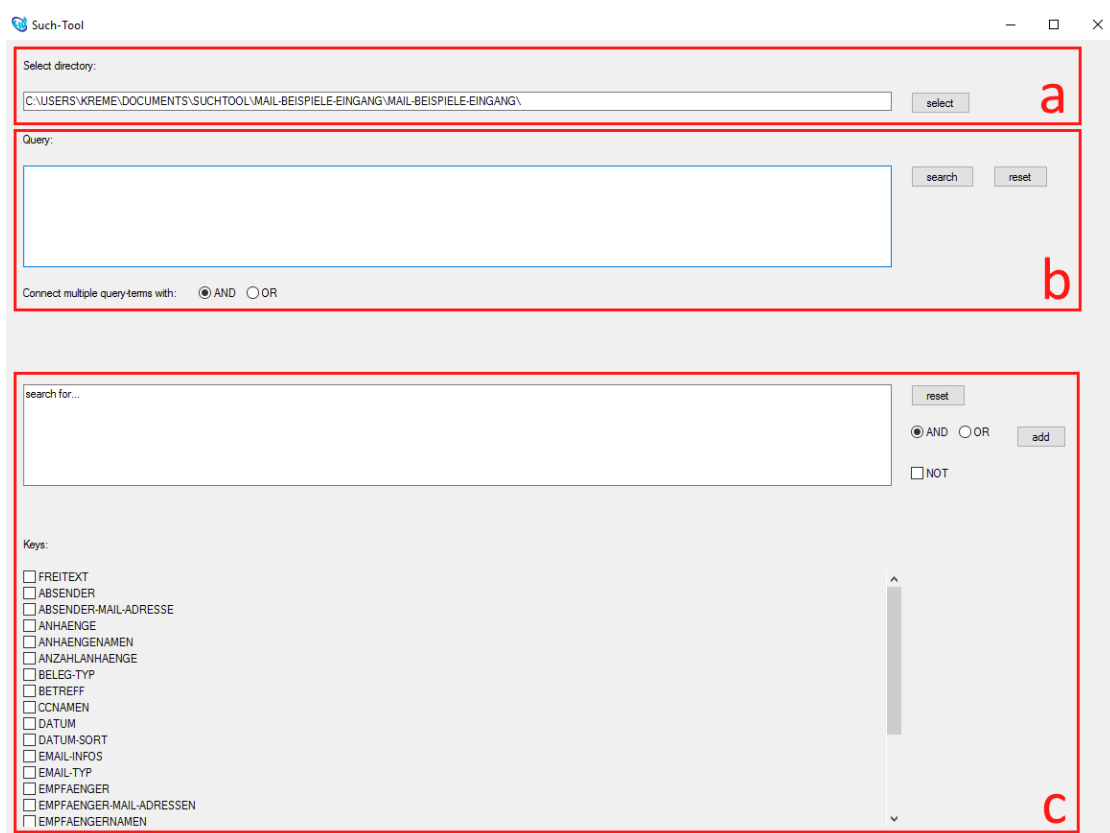 Such-Tool
Select directory:
C:\USERS\KREME\DOCUMENTS\SUCHTOOL\MAIL-BEISPIELE-EINGANG\MAIL-BEISPIELE-EINGANG\
select
a
Query:
search reset
b
Connect multiple query-terms with: AND OR
search for...
reset
AND OR add
NOT
Keys:
FREITEXT
ABSENDER
ABSENDER-MAIL-ADRESSE
ANHAENGE
ANHAENGENAMEN
ANZAHLANHAENGE
BELEG-TYP
BETREFF
CCNAMEN
DATUM
DATUM-SORT
EMAIL-INFOS
EMAIL-TYP
EMPFAENGER
EMPFAENGER-MAIL-ADRESSEN
EMPFAENGERNAMEN
c